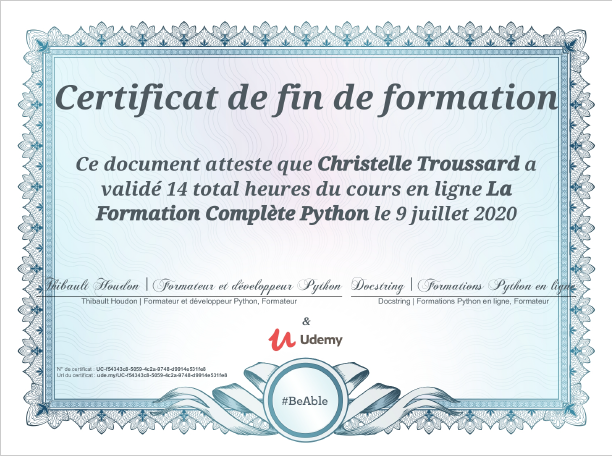 Certificat de fin de formation
Ce document atteste que Christelle Troussard a
validé 14 total heures du cours en ligne La
Formation Complète Python le 9 juillet 2020
Thibault Houdon | Formateur et développeur Python Docstring | Formations Python en ligne,
Thibault Houdon | Formateur et développeur Python, Formateur Docstring | Formations Python en ligne, Formateur
&
Udemy
N° de certificat : UC-f54343c8-5059-4c2a-9748-d9914e531fe8
Url du certificat : ude.my/UC-f54343c8-5059-4c2a-9748-d9914e531fe8
#BeAble